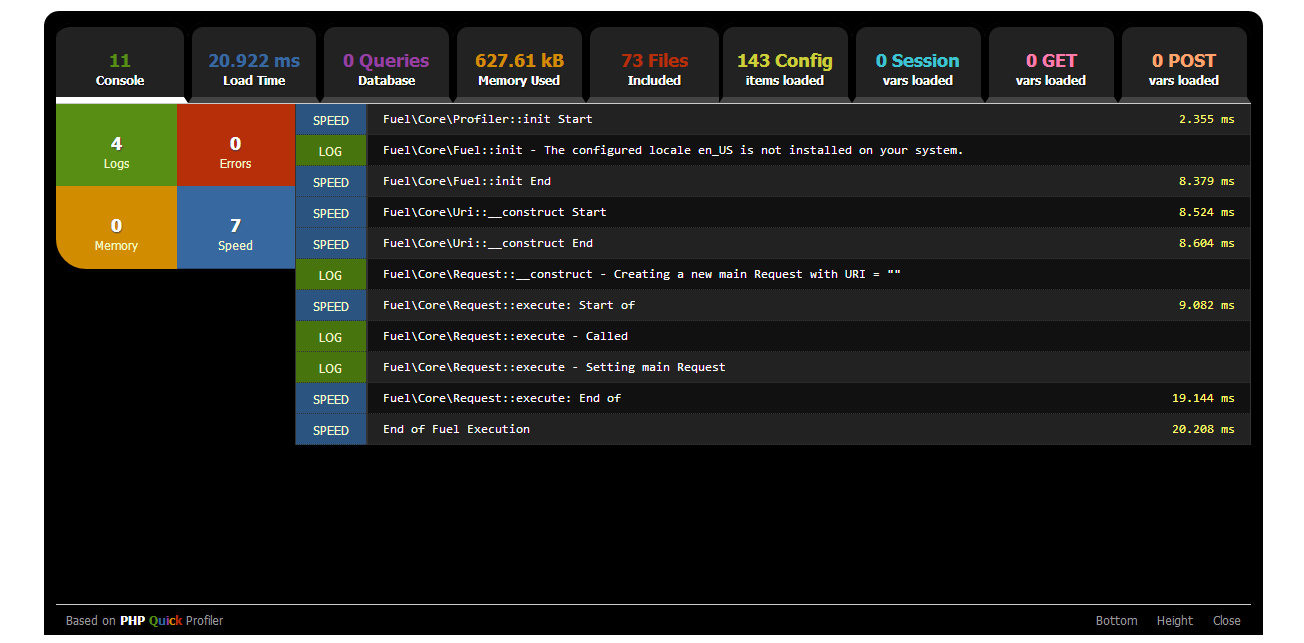 11 20.922 ms 0 Queries 627.61 kB 73 Files 143 Config 0 Session 0 GET 0 POST
Console Load Time Database Memory Used Included items loaded vars loaded vars loaded vars loaded
4 0
Logs Errors
0 7
Memory Speed
SPEED Fuel\Core\Profiler::init Start 2.355 ms
LOG Fuel\Core\Fuel::init - The configured locale en_US is not installed on your system.
SPEED Fuel\Core\Fuel::init End 8.379 ms
SPEED Fuel\Core\Uri::__construct Start 8.524 ms
SPEED Fuel\Core\Uri::__construct End 8.604 ms
LOG Fuel\Core\Request::__construct - Creating a new main Request with URI = ""
SPEED Fuel\Core\Request::execute: Start of 9.082 ms
LOG Fuel\Core\Request::execute - Called
LOG Fuel\Core\Request::execute - Setting main Request
SPEED Fuel\Core\Request::execute: End of 19.144 ms
SPEED End of Fuel Execution 20.208 ms
Based on PHP Quick Profiler Bottom Height Close